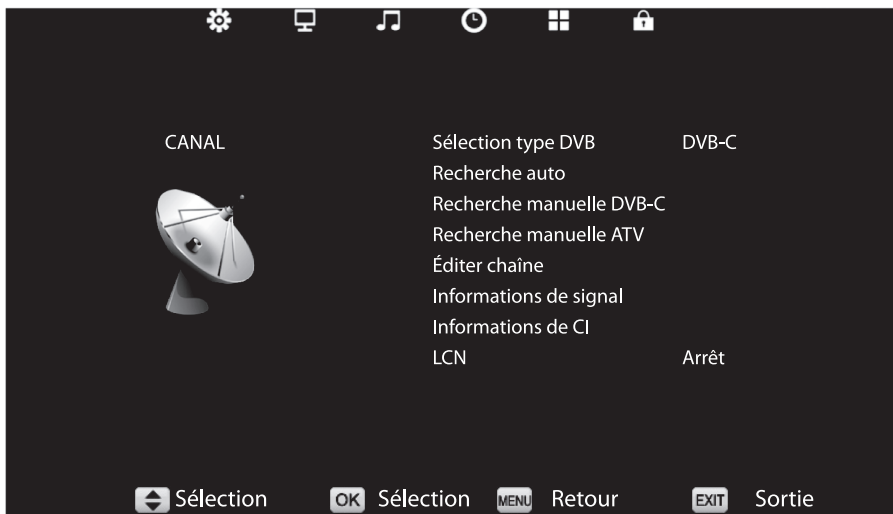 CANAL
Sélection type DVB DVB-C
Recherche auto
Recherche manuelle DVB-C
Recherche manuelle ATV
Éditer chaîne
Informations de signal
Informations de CI
LCN Arrêt
Sélection OK Sélection MENU Retour EXIT Sortie